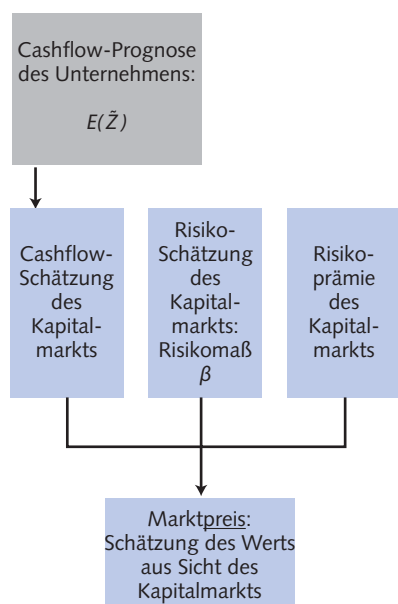 Cashflow-Prognose
des Unternehmens:
E(Z̃)
Cashflow-
Schätzung
des
Kapital-
markts
Risiko-
Schätzung
des
Kapital-
markts:
Risikomaß
β
Risiko-
prämie
des
Kapital-
markts
Marktpreis:
Schätzung des Werts
aus Sicht des
Kapitalmarkts